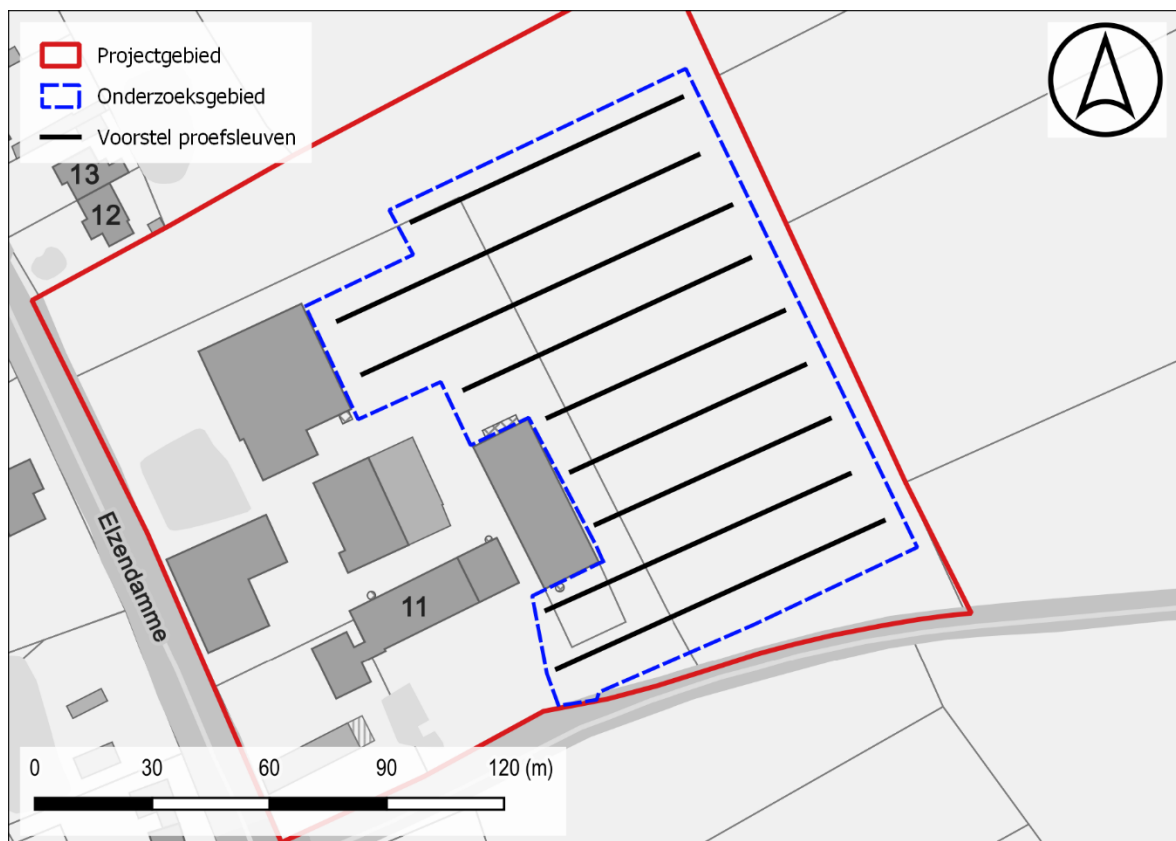 Projectgebied
Onderzoeksgebied
Voorstel proefsleuven
13
12
Elzendamme
11
0 30 60 90 120 (m)